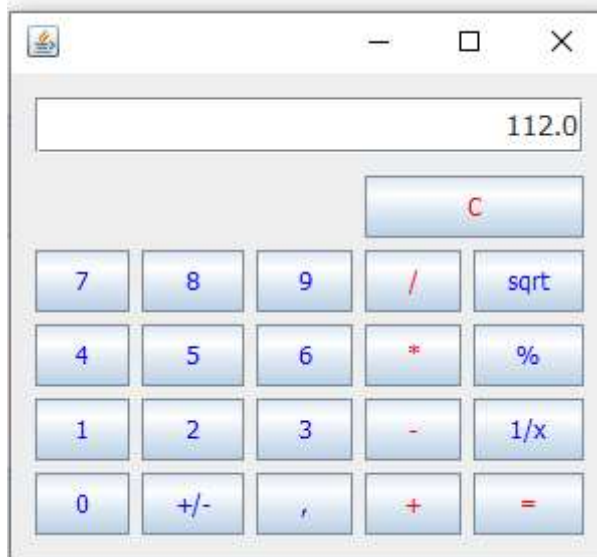 112.0
C
7 8 9 / sqrt
4 5 6 * %
1 2 3 - 1/x
0 +/- , + =